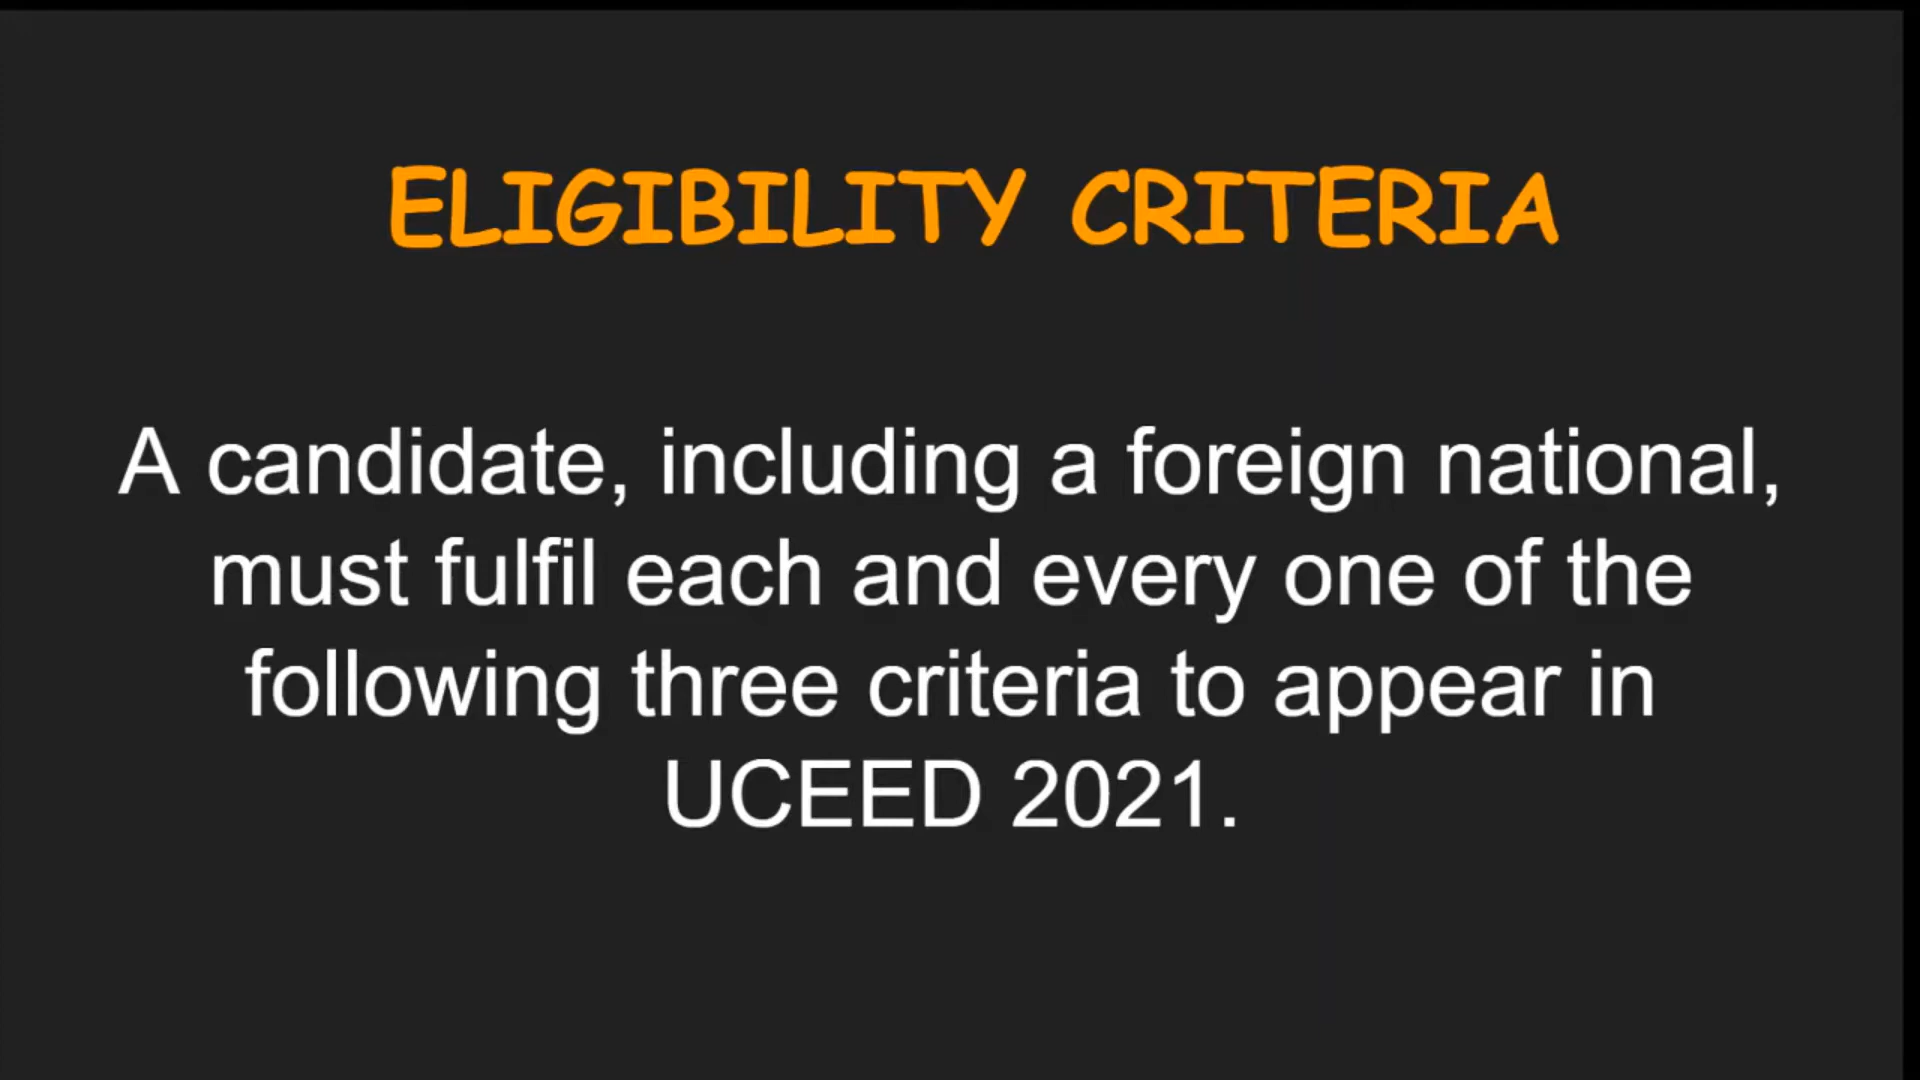 ELIGIBILITY CRITERIA
A candidate, including a foreign national,
must fulfil each and every one of the
following three criteria to appear in
UCEED 2021.